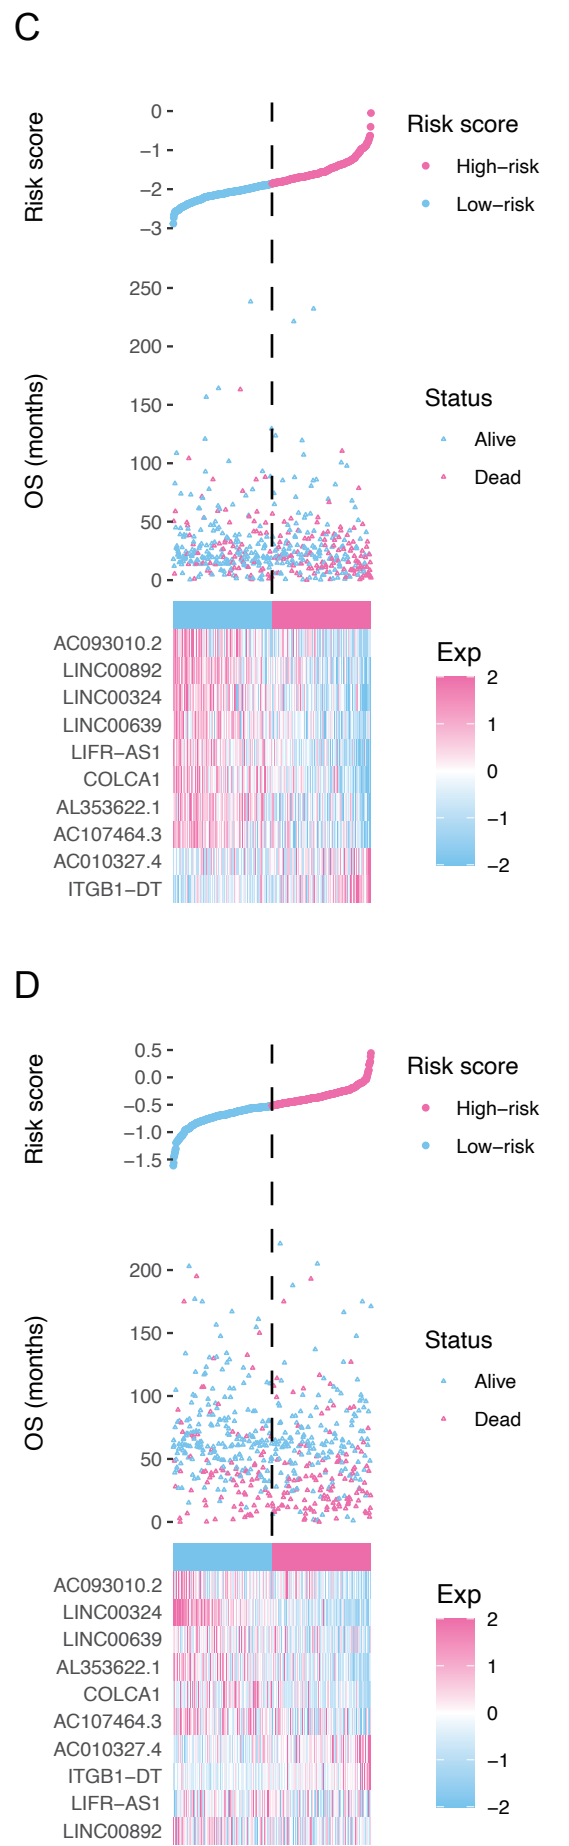 C
Risk score
0
−1
−2
−3
Risk score
High−risk
Low−risk
OS (months)
250
200
150
100
50
0
Status
Alive
Dead
AC093010.2
LINC00892
LINC00324
LINC00639
LIFR−AS1
COLCA1
AL353622.1
AC107464.3
AC010327.4
ITGB1−DT
Exp
2
1
0
−1
−2
D
Risk score
0.5
0.0
−0.5
−1.0
−1.5
Risk score
High−risk
Low−risk
OS (months)
200
150
100
50
0
Status
Alive
Dead
AC093010.2
LINC00324
LINC00639
AL353622.1
COLCA1
AC107464.3
AC010327.4
ITGB1−DT
LIFR−AS1
LINC00892
Exp
2
1
0
−1
−2